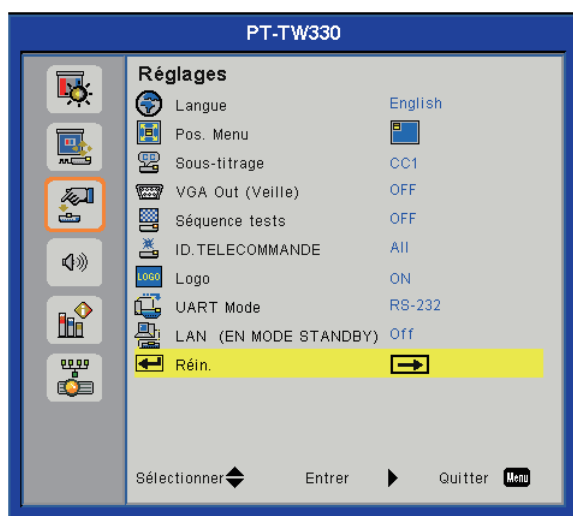 PT-TW330
Réglages
Langue English
Pos. Menu
Sous-titrage CC1
VGA Out (Veille) OFF
Séquence tests OFF
ID.TELECOMMANDE All
LOGO Logo ON
UART Mode RS-232
LAN (EN MODE STANDBY) Off
Réin.
Sélectionner Entrer Quitter Menu